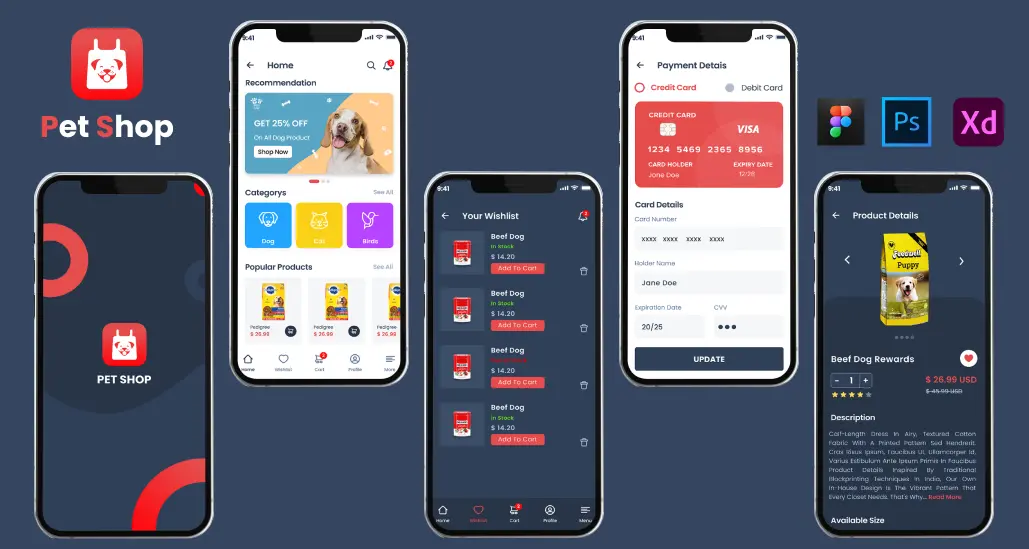 Pet Shop
PET SHOP
9:41
Home
2
Recommendation
GET 25% OFF
On All Dog Product
Shop Now
Categorys
See All
Dog
Cat
Birds
Popular Products
See All
Pedigree
$ 26.99
Pedigree
$ 26.99
$ 26.99
Home
Wishlist
Cart
Profile
More
9:41
Your Wishlist
Beef Dog
In Stock
$ 14.20
Add To Cart
Beef Dog
In Stock
$ 14.20
Add To Cart
Beef Dog
$ 14.20
Add To Cart
Beef Dog
In Stock
$ 14.20
Add To Cart
Home
Wishlist
Cart
Profile
Menu
9:41
Payment Detais
Credit Card
Debit Card
CREDIT CARD
VISA
1234 5469 2365 8956
CARD HOLDER
EXPIRY DATE
Jane Doe
12/26
Card Details
Card Number
xxxx xxxx xxxx xxxx
Holder Name
Jane Doe
Expiration Date
CVV
20/25
UPDATE
Ps
Xd
9:41
Product Details
Puppy
Beef Dog Rewards
- 1 +
$ 26.99 USD
$ 45.99 USD
Description
Calf-Length Dress In Airy, Textured Cotton
Fabric With A Printed Pattern Sed Hendrerit.
Cras Risus Ipsum, Faucibus Ut, Ullamcorper Id,
Varius Estibulum Ante Ipsum Primis In Faucibus
Product Details Inspired By Traditional
Blockprinting Techniques In India, Our Own
In-House Design Is The Vibrant Pattern That
Every Closet Needs. That's Why... Read More
Available Size